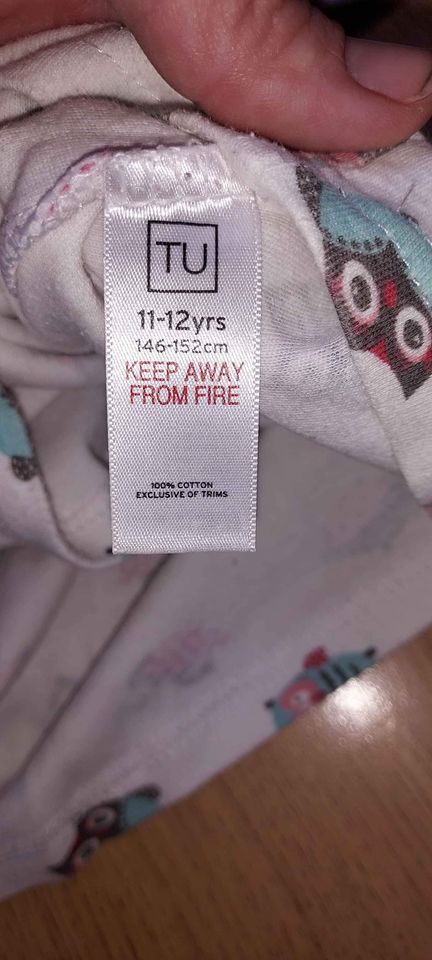 TU
11-12yrs
146-152cm
KEEP AWAY
FROM FIRE
100% COTTON
EXCLUSIVE OF TRIMS